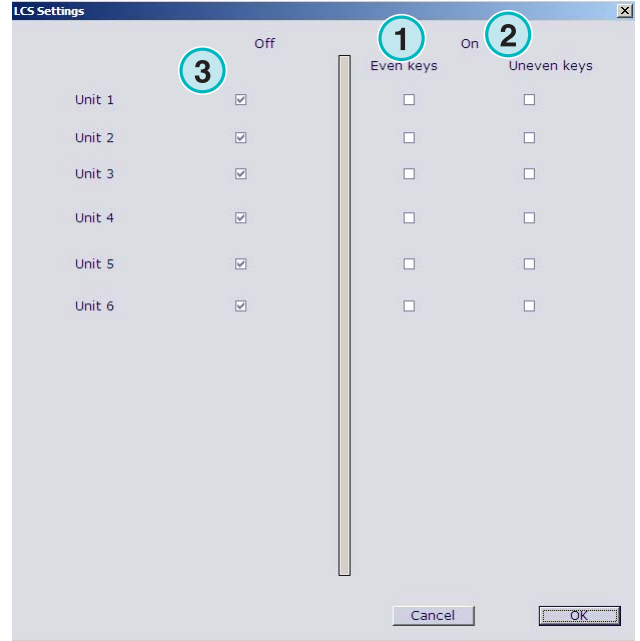 LCS Settings
Off 1 On 2
3 Even keys Uneven keys
Unit 1
Unit 2
Unit 3
Unit 4
Unit 5
Unit 6
Cancel OK